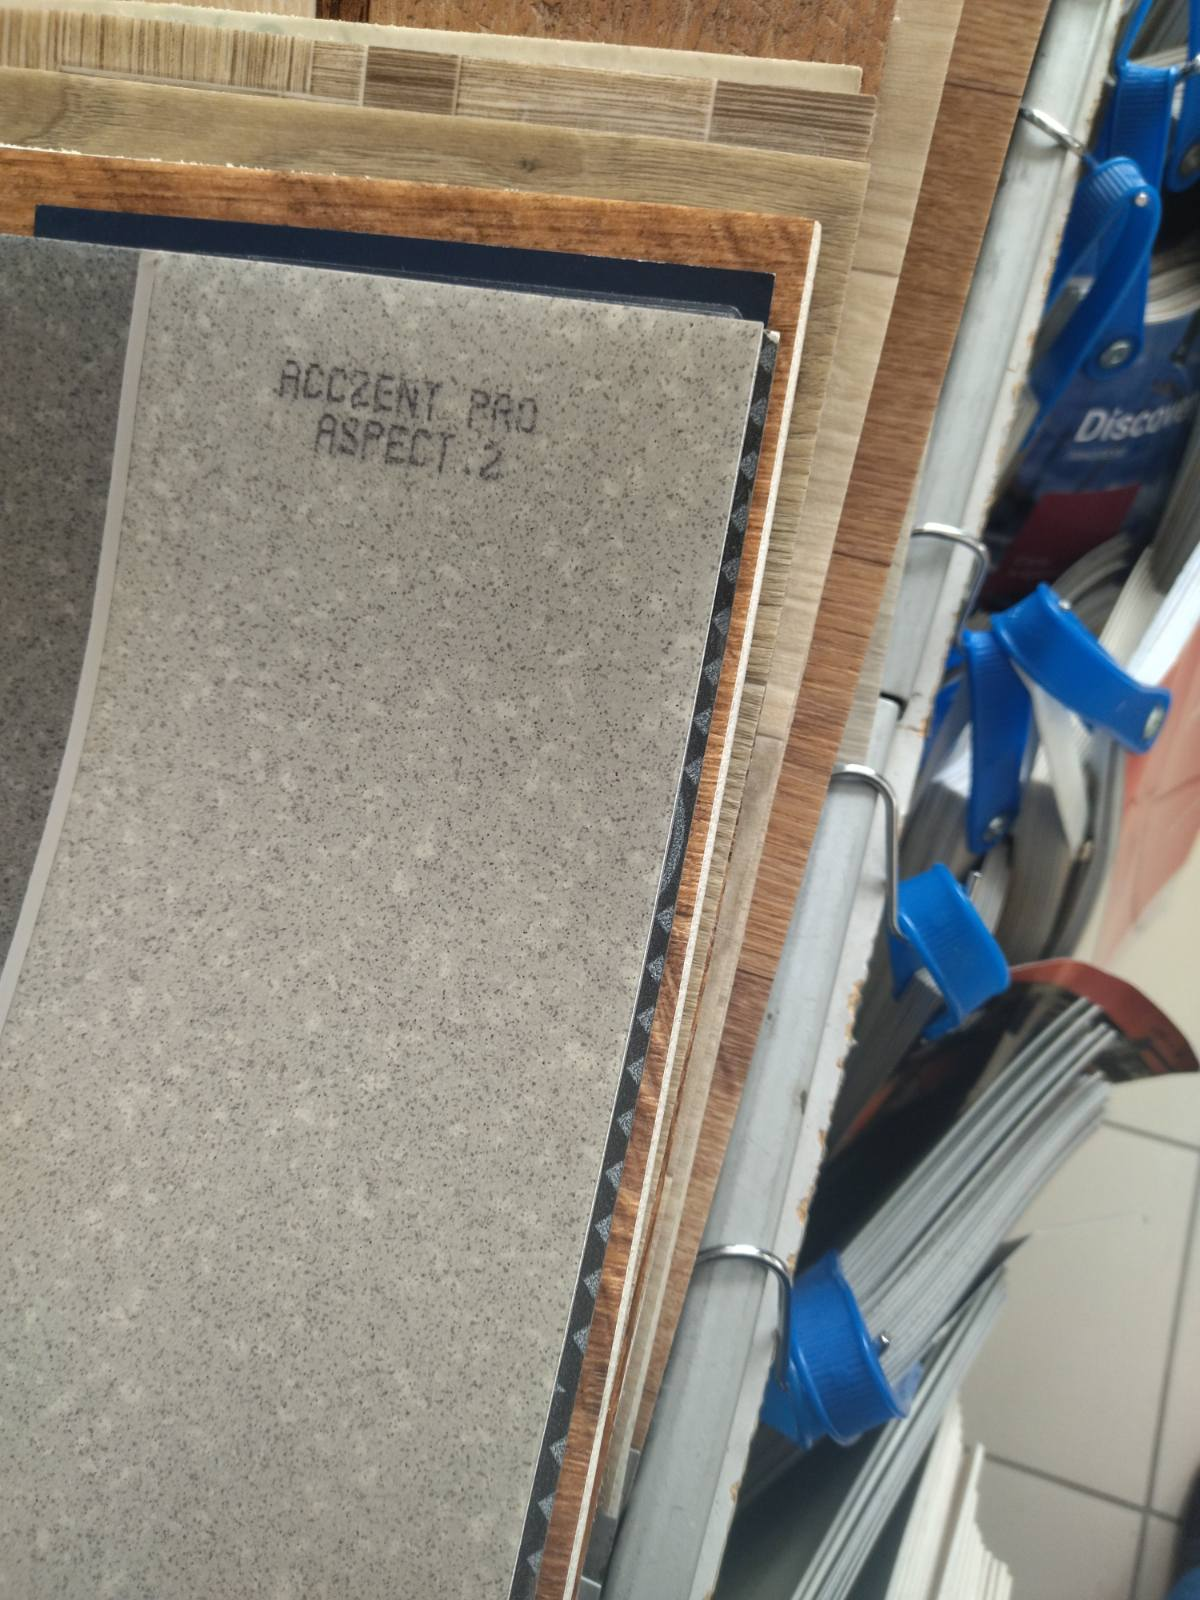 ACCZENT PRO
ASPECT 2
Discove